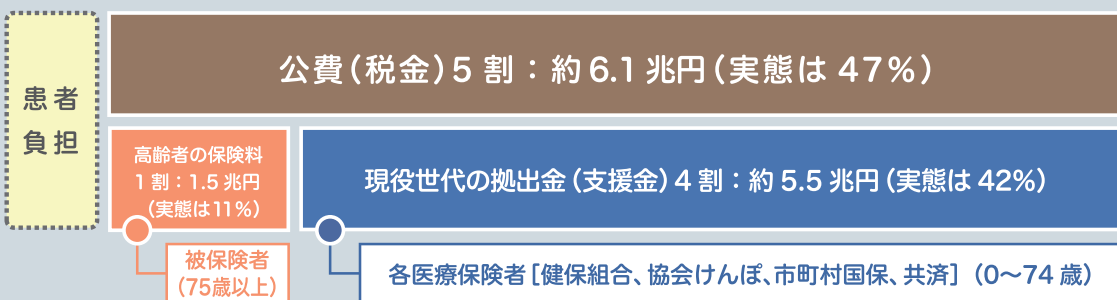 患者
負担
公費(税金)5 割：約 6.1 兆円(実態は 47%)
高齢者の保険料
1 割：1.5 兆円
(実態は11%)
現役世代の拠出金(支援金)4 割：約 5.5 兆円(実態は 42%)
被保険者
(75歳以上)
各医療保険者[健保組合、協会けんぽ、市町村国保、共済] (0〜74 歳)